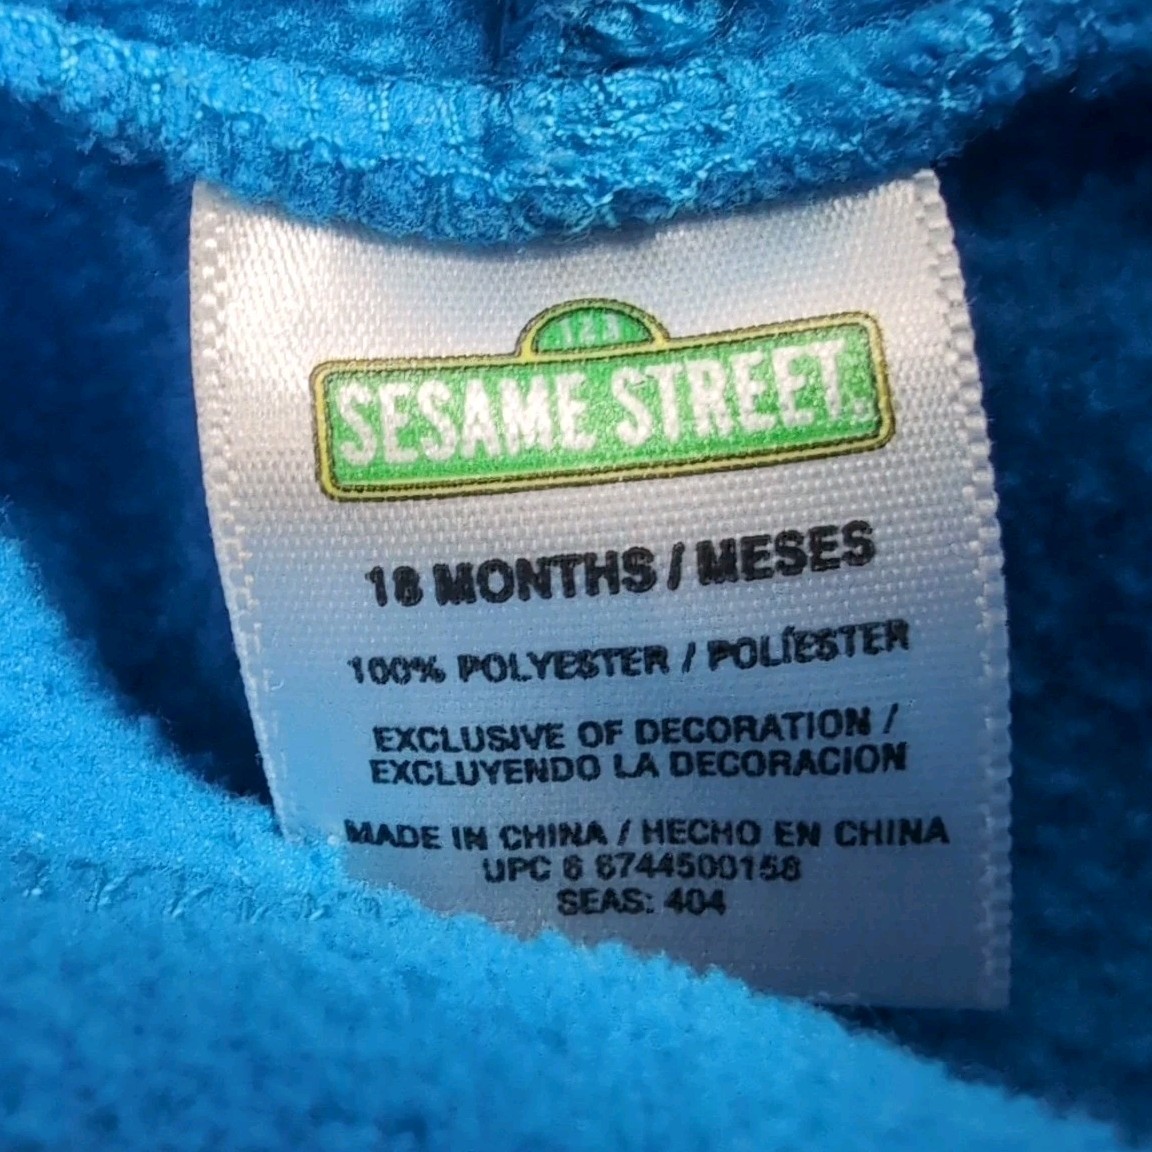 123
SESAME STREET
18 MONTHS / MESES
100% POLYESTER / POLÍESTER
EXCLUSIVE OF DECORATION /
EXCLUYENDO LA DECORACION
MADE IN CHINA / HECHO EN CHINA
UPC 6 6744500158
SEAS: 404